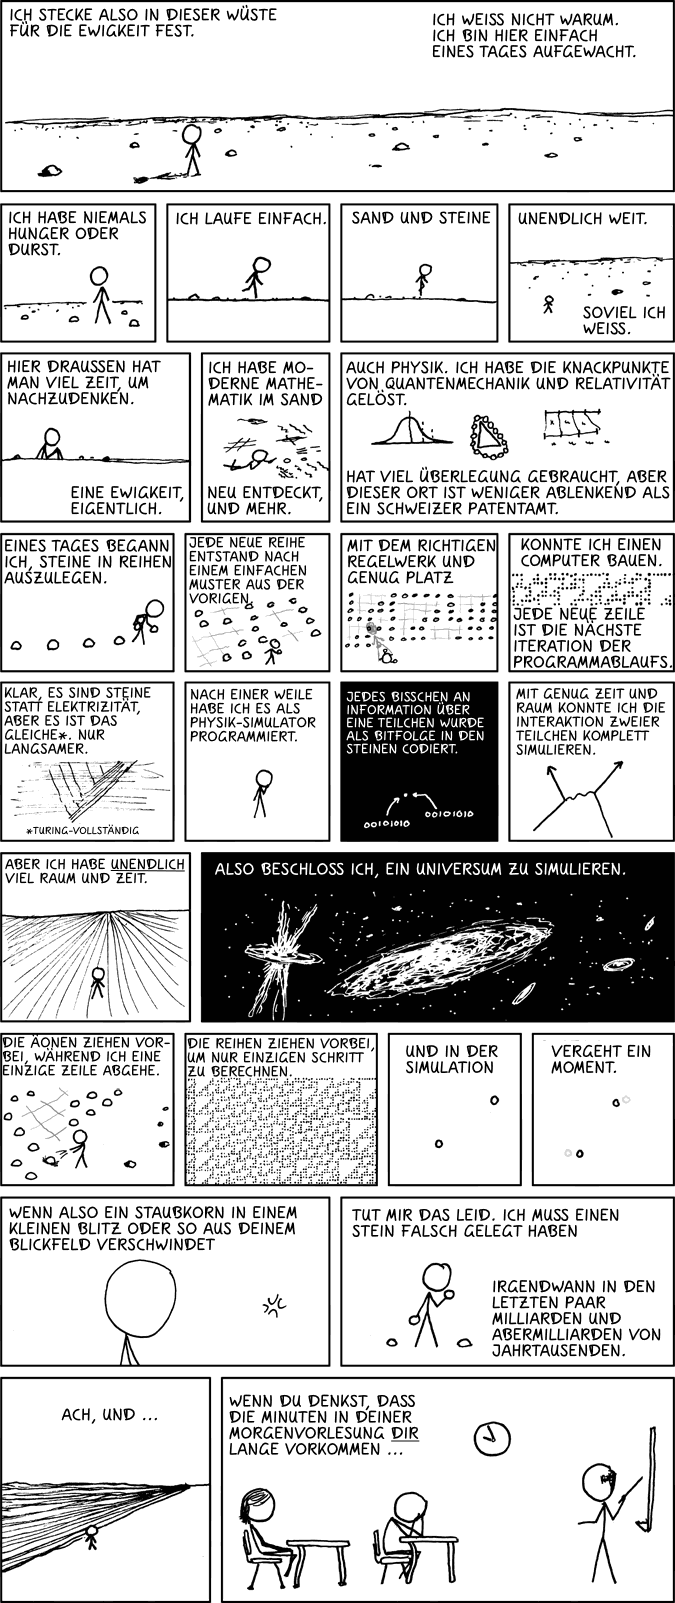 ICH STECKE ALSO IN DIESER WÜSTE
FÜR DIE EWIGKEIT FEST.
ICH WEISS NICHT WARUM.
ICH BIN HIER EINFACH
EINES TAGES AUFGEWACHT.
ICH HABE NIEMALS
HUNGER ODER
DURST.
ICH LAUFE EINFACH.
SAND UND STEINE
UNENDLICH WEIT.
SOVIEL ICH
WEISS.
HIER DRAUSSEN HAT
MAN VIEL ZEIT, UM
NACHZUDENKEN.
EINE EWIGKEIT,
EIGENTLICH.
ICH HABE MO-
DERNE MATHE-
MATIK IM SAND
NEU ENTDECKT,
UND MEHR.
AUCH PHYSIK. ICH HABE DIE KNACKPUNKTE
VON QUANTENMECHANIK UND RELATIVITÄT
GELÖST.
HAT VIEL ÜBERLEGUNG GEBRAUCHT, ABER
DIESER ORT IST WENIGER ABLENKEND ALS
EIN SCHWEIZER PATENTAMT.
EINES TAGES BEGANN
ICH, STEINE IN REIHEN
AUSZULEGEN.
JEDE NEUE REIHE
ENTSTAND NACH
EINEM EINFACHEN
MUSTER AUS DER
VORIGEN.
MIT DEM RICHTIGEN
REGELWERK UND
GENUG PLATZ
KONNTE ICH EINEN
COMPUTER BAUEN.
JEDE NEUE ZEILE
IST DIE NÄCHSTE
ITERATION DER
PROGRAMMABLAUFS.
KLAR, ES SIND STEINE
STATT ELEKTRIZITÄT,
ABER ES IST DAS
GLEICHE*. NUR
LANGSAMER.
*TURING-VOLLSTÄNDIG
NACH EINER WEILE
HABE ICH ES ALS
PHYSIK-SIMULATOR
PROGRAMMIERT.
JEDES BISSCHEN AN
INFORMATION ÜBER
EINE TEILCHEN WURDE
ALS BITFOLGE IN DEN
STEINEN CODIERT.
00101010
00101010
MIT GENUG ZEIT UND
RAUM KONNTE ICH DIE
INTERAKTION ZWEIER
TEILCHEN KOMPLETT
SIMULIEREN.
ABER ICH HABE UNENDLICH
VIEL RAUM UND ZEIT.
ALSO BESCHLOSS ICH, EIN UNIVERSUM ZU SIMULIEREN.
DIE ÄONEN ZIEHEN VOR-
BEI, WÄHREND ICH EINE
EINZIGE ZEILE ABGEHE.
DIE REIHEN ZIEHEN VORBEI,
UM NUR EINZIGEN SCHRITT
ZU BERECHNEN.
UND IN DER
SIMULATION
VERGEHT EIN
MOMENT.
WENN ALSO EIN STAUBKORN IN EINEM
KLEINEN BLITZ ODER SO AUS DEINEM
BLICKFELD VERSCHWINDET
TUT MIR DAS LEID. ICH MUSS EINEN
STEIN FALSCH GELEGT HABEN
IRGENDWANN IN DEN
LETZTEN PAAR
MILLIARDEN UND
ABERMILLIARDEN VON
JAHRTAUSENDEN.
ACH, UND ...
WENN DU DENKST, DASS
DIE MINUTEN IN DEINER
MORGENVORLESUNG DIR
LANGE VORKOMMEN ...